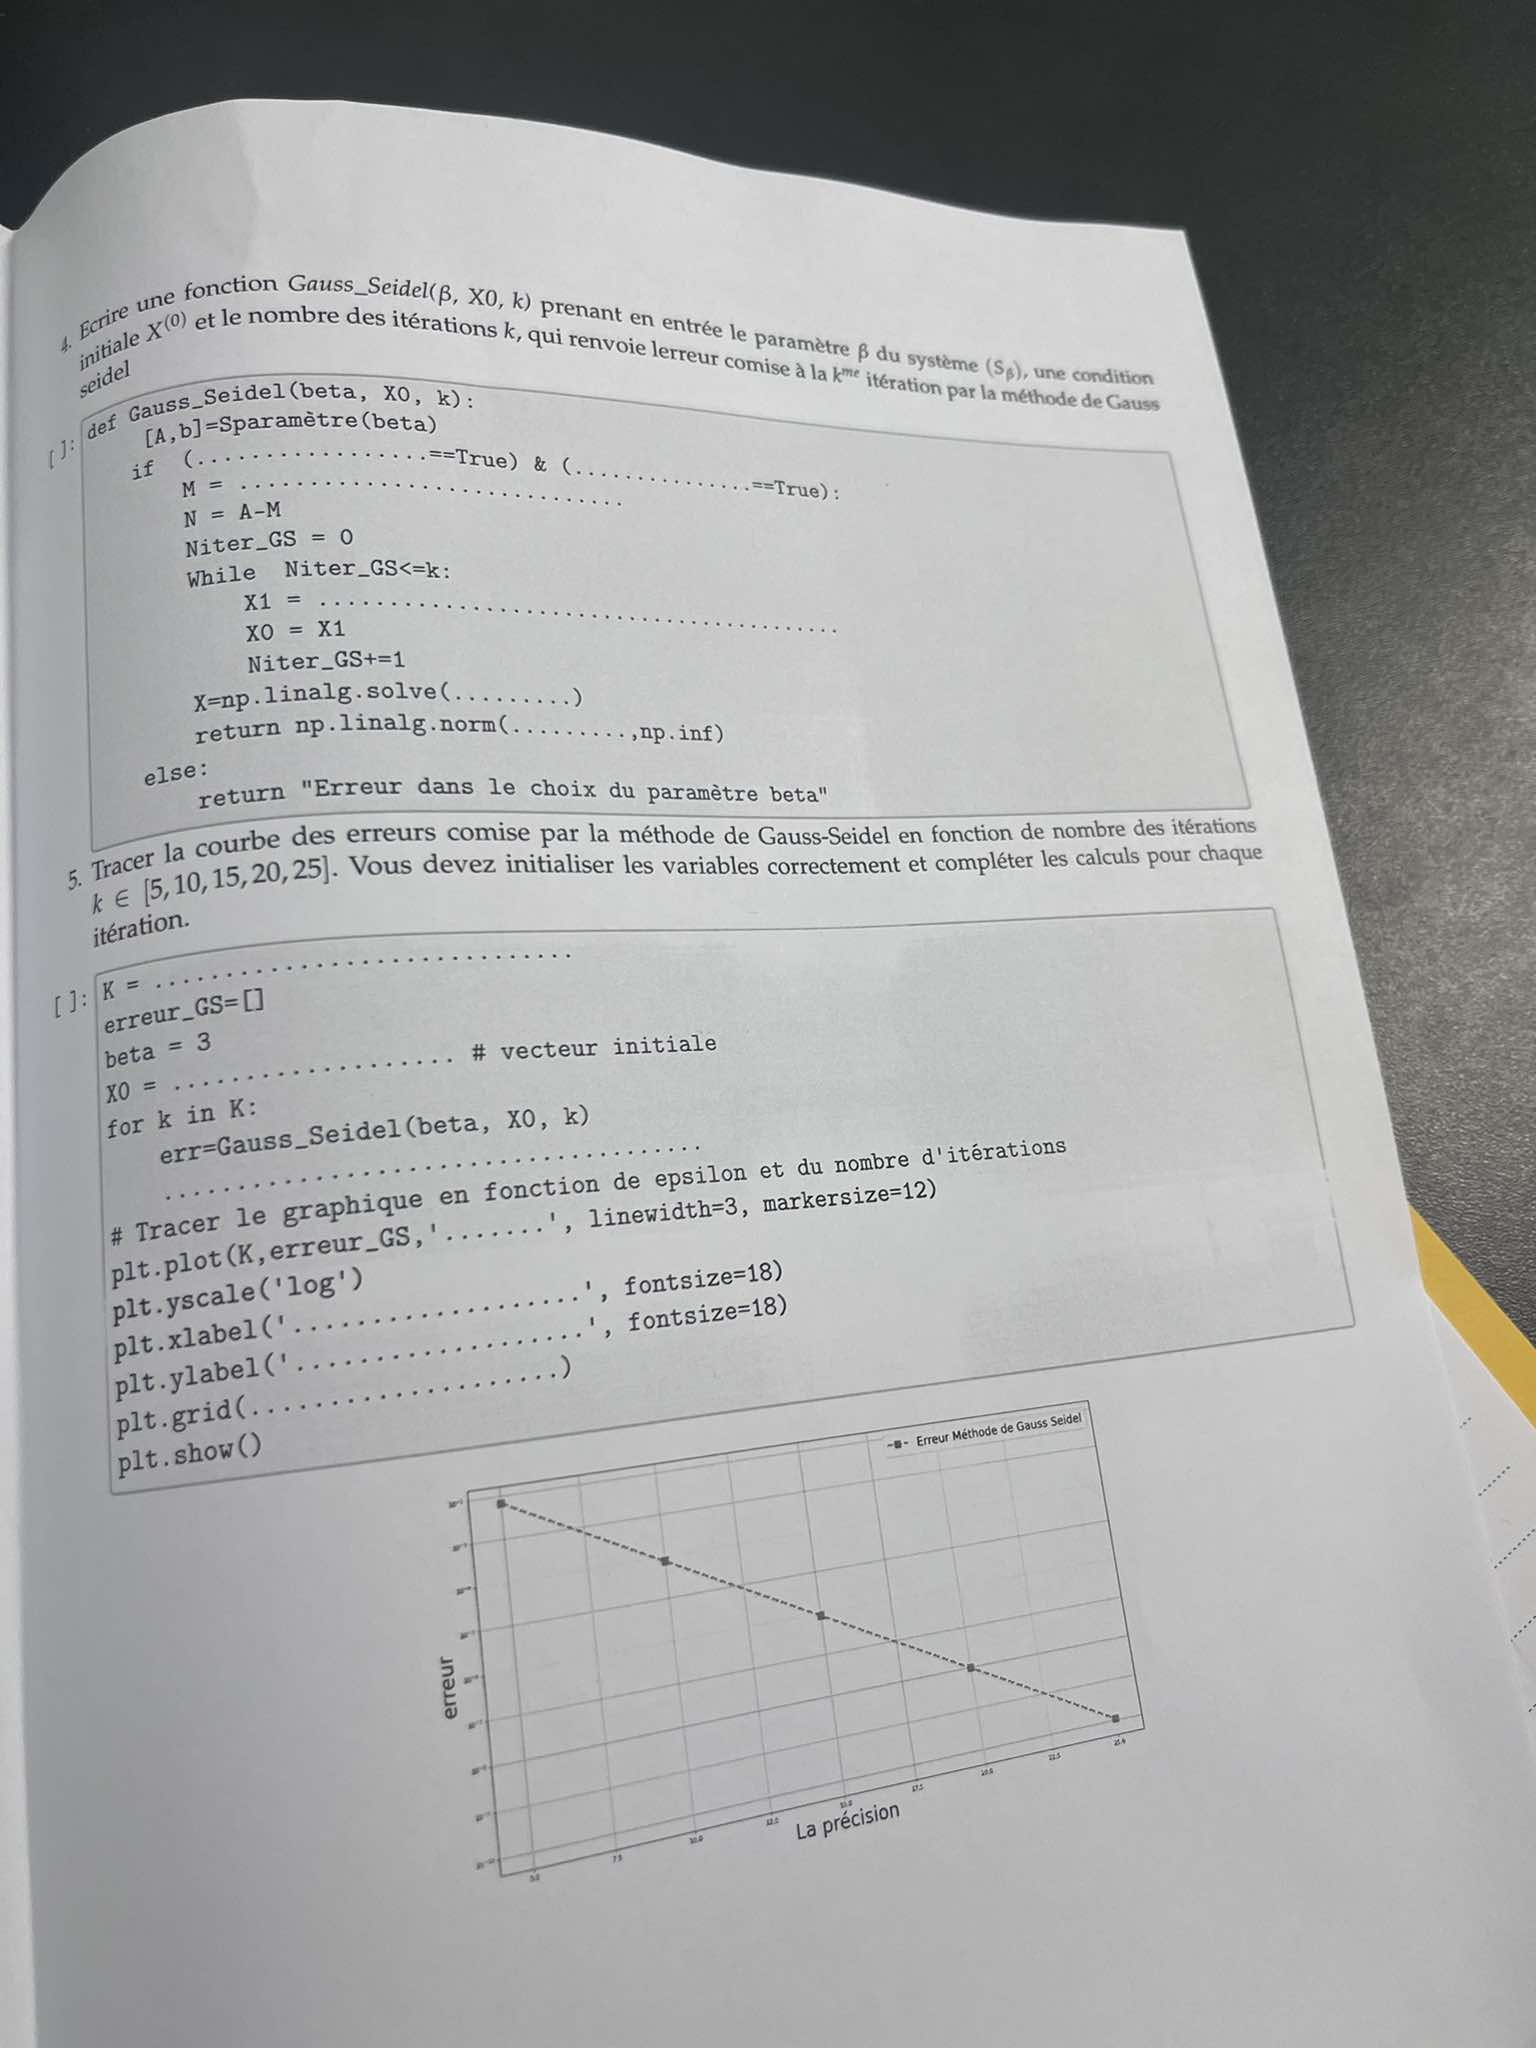 4. Ecrire une fonction Gauss_Seidel(β, X0, k) prenant en entrée le paramètre β du système (Sβ), une condition
initiale X(0) et le nombre des itérations k, qui renvoie lerreur comise à la kme itération par la méthode de Gauss
seidel
[ ]: def Gauss_Seidel(beta, X0, k):
[A,b]=Sparamètre(beta)
if (.................==True) & (...............==True):
M = ............................
N = A-M
Niter_GS = 0
While Niter_GS<=k:
X1 = ......................................
X0 = X1
Niter_GS+=1
X=np.linalg.solve(.........)
return np.linalg.norm(.........,np.inf)
else:
return "Erreur dans le choix du paramètre beta"
5. Tracer la courbe des erreurs comise par la méthode de Gauss-Seidel en fonction de nombre des itérations
k ∈ [5, 10, 15, 20, 25]. Vous devez initialiser les variables correctement et compléter les calculs pour chaque
itération.
[ ]: K = ..............................
erreur_GS=[]
beta = 3
X0 = .................... # vecteur initiale
for k in K:
err=Gauss_Seidel(beta, X0, k)
.......................................
# Tracer le graphique en fonction de epsilon et du nombre d'itérations
plt.plot(K,erreur_GS,'.......', linewidth=3, markersize=12)
plt.yscale('log')
plt.xlabel('...................', fontsize=18)
plt.ylabel('...................', fontsize=18)
plt.grid(....................)
plt.show()
Erreur Méthode de Gauss Seidel
erreur
5.0 7.5 10.0 12.5 15.0 17.5 20.0 22.5 25.0
La précision